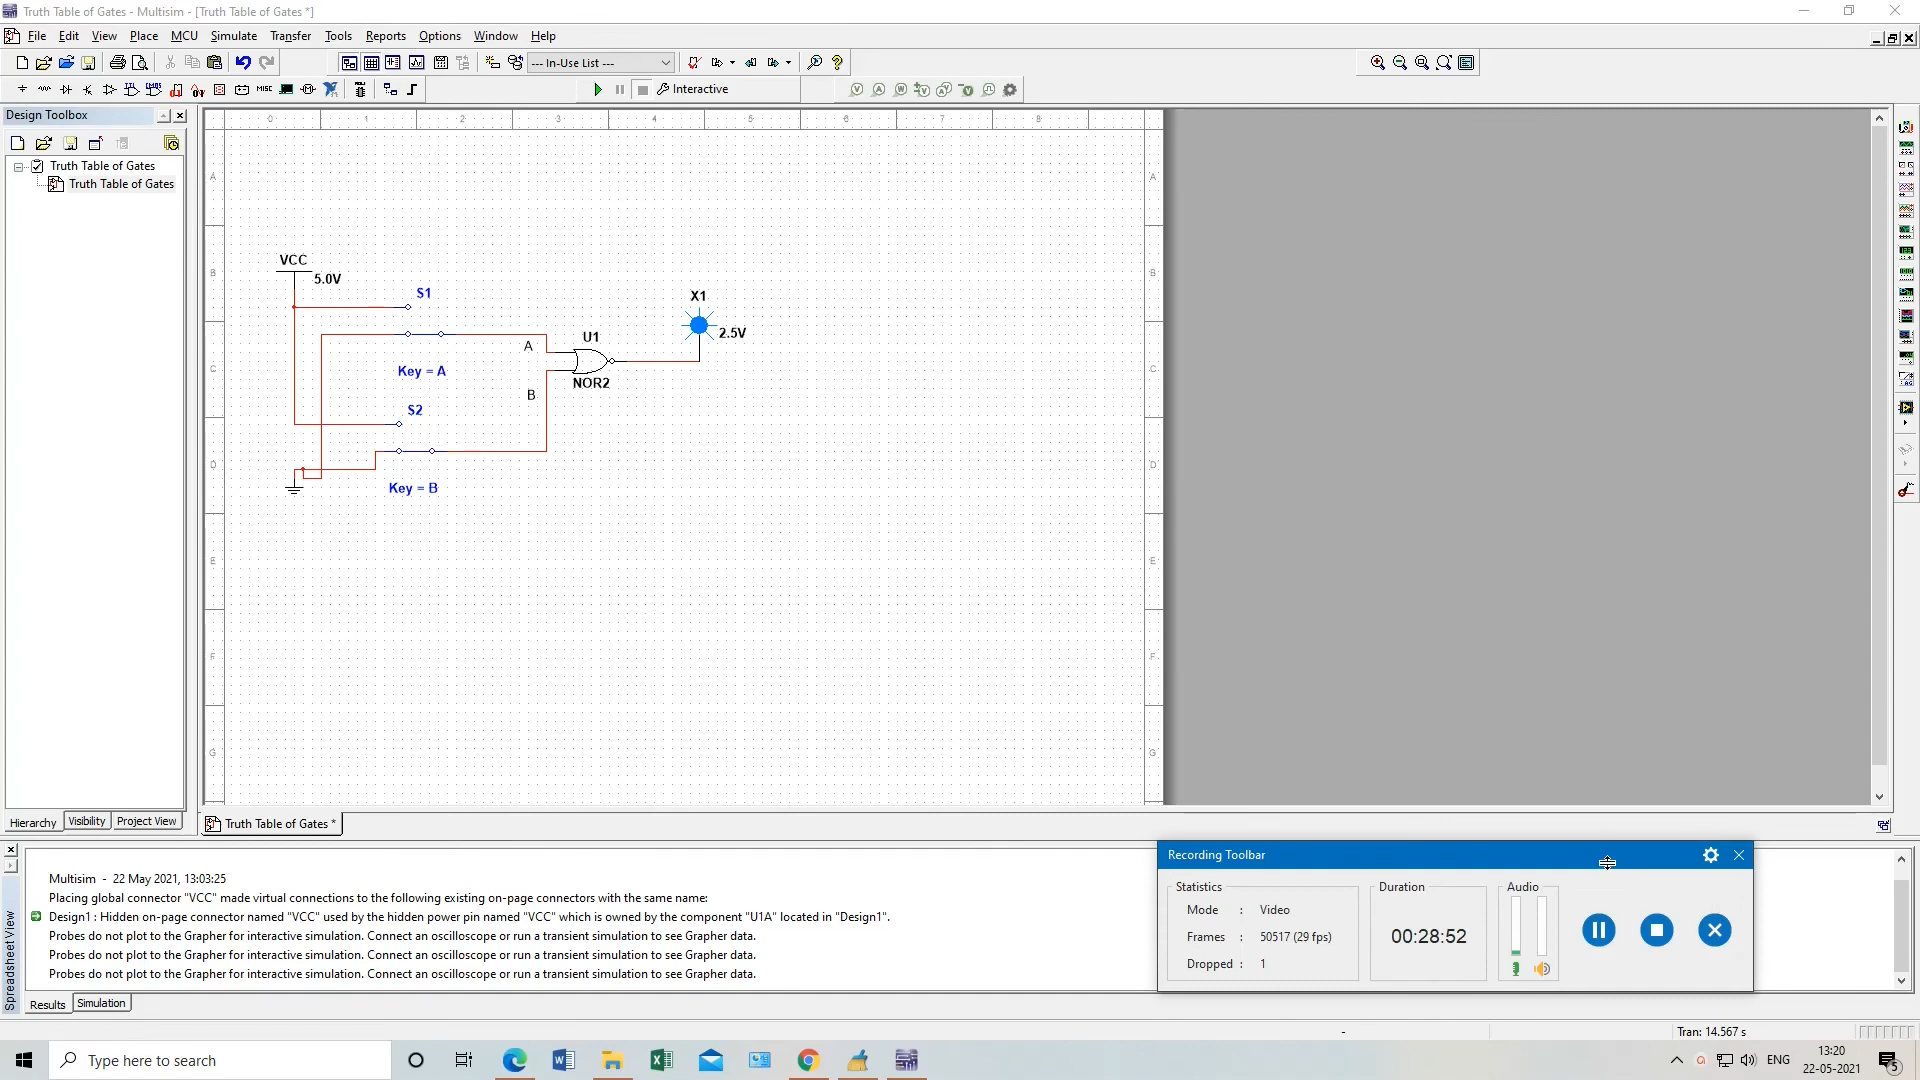 Truth Table of Gates - Multisim - [Truth Table of Gates *]
File Edit View Place MCU Simulate Transfer Tools Reports Options Window Help
--- In-Use List ---
Interactive
Design Toolbox
Truth Table of Gates
Truth Table of Gates
0 1 2 3 4 5 6 7 8
A A
B B
C C
D D
E E
F F
G G
VCC
5.0V
S1
Key = A
S2
Key = B
A
B
U1
NOR2
X1
2.5V
Hierarchy Visibility Project View
Truth Table of Gates *
Spreadsheet View
Multisim - 22 May 2021, 13:03:25
Placing global connector "VCC" made virtual connections to the following existing on-page connectors with the same name:
Design1 : Hidden on-page connector named "VCC" used by the hidden power pin named "VCC" which is owned by the component "U1A" located in "Design1".
Probes do not plot to the Grapher for interactive simulation. Connect an oscilloscope or run a transient simulation to see Grapher data.
Probes do not plot to the Grapher for interactive simulation. Connect an oscilloscope or run a transient simulation to see Grapher data.
Probes do not plot to the Grapher for interactive simulation. Connect an oscilloscope or run a transient simulation to see Grapher data.
Results Simulation
Recording Toolbar
Statistics Duration Audio
Mode : Video
Frames : 50517 (29 fps)
Dropped : 1
00:28:52
-
Tran: 14.567 s
Type here to search
ENG
13:20
22-05-2021
5